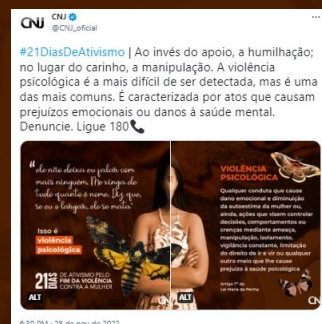 CNJ
CNJ
@CNJ_oficial
#21DiasDeAtivismo | Ao invés do apoio, a humilhação;
no lugar do carinho, a manipulação. A violência
psicológica é a mais difícil de ser detectada, mas é uma
das mais comuns. É caracterizada por atos que causam
prejuízos emocionais ou danos à saúde mental.
Denuncie. Ligue 180
"ele não deixa eu falar com
mais ninguém. Me xinga de
tudo quanto é nome. Diz que,
se eu o largar, ele se mata"
Isso é
violência
psicológica
21 DIAS DE ATIVISMO PELO
FIM DA VIOLÊNCIA
CONTRA A MULHER
ALT
VIOLÊNCIA
PSICOLÓGICA
Qualquer conduta que cause
dano emocional e diminuição
da autoestima da mulher ou,
ainda, ações que visem controlar
decisões, comportamentos ou
crenças mediante ameaça,
manipulação, isolamento,
vigilância constante, limitação
do direito de ir e vir ou qualquer
outro meio que lhe cause
prejuízo à saúde psicológica
Artigo 7º da
Lei Maria da Penha
ALT
CN